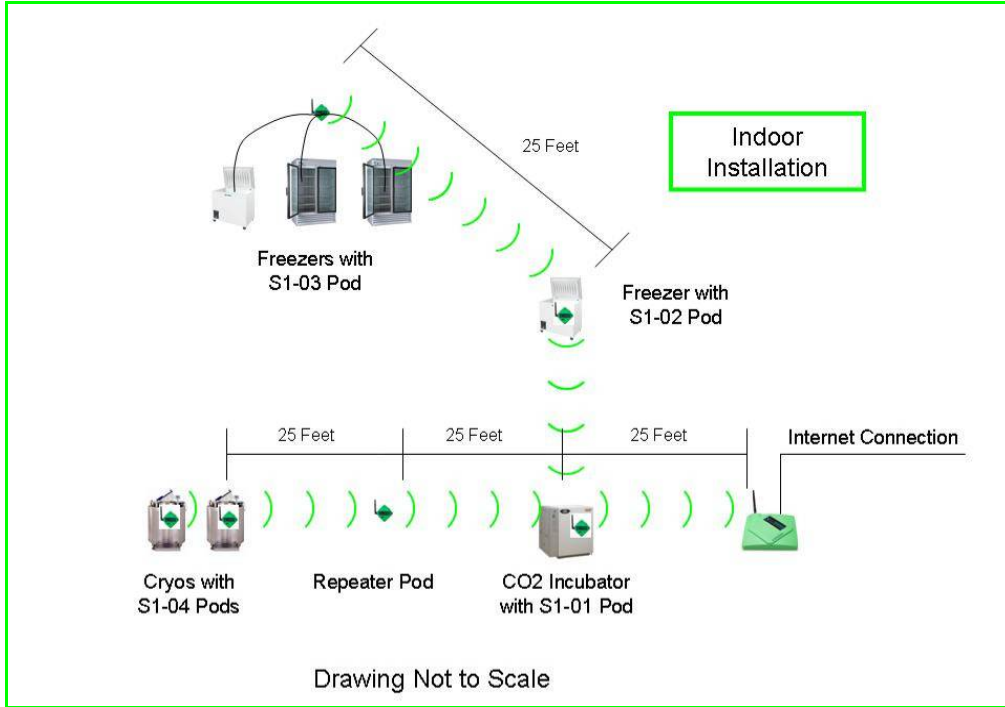 25 Feet
Indoor
Installation
Freezers with
S1-03 Pod
Freezer with
S1-02 Pod
25 Feet
25 Feet
25 Feet
Internet Connection
Cryos with
S1-04 Pods
Repeater Pod
CO2 Incubator
with S1-01 Pod
Drawing Not to Scale